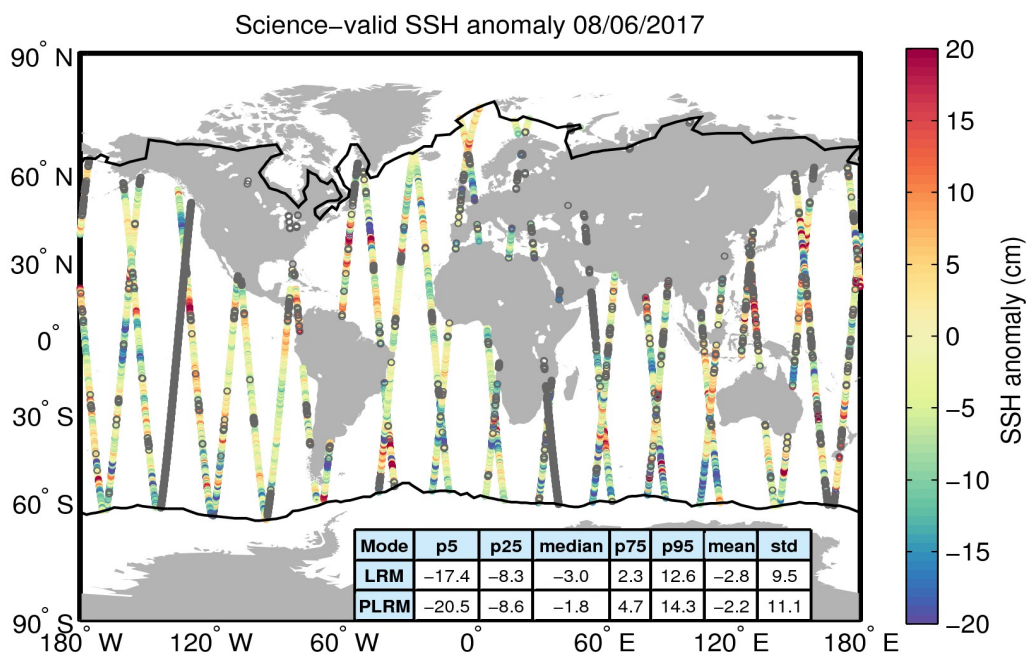 Science−valid SSH anomaly 08/06/2017
90° N
60° N
30° N
0°
30° S
60° S
90° S
180° W
120° W
60° W
0°
60° E
120° E
180° E
Mode p5 p25 median p75 p95 mean std
LRM −17.4 −8.3 −3.0 2.3 12.6 −2.8 9.5
PLRM −20.5 −8.6 −1.8 4.7 14.3 −2.2 11.1
20
15
10
5
0
−5
−10
−15
−20
SSH anomaly (cm)